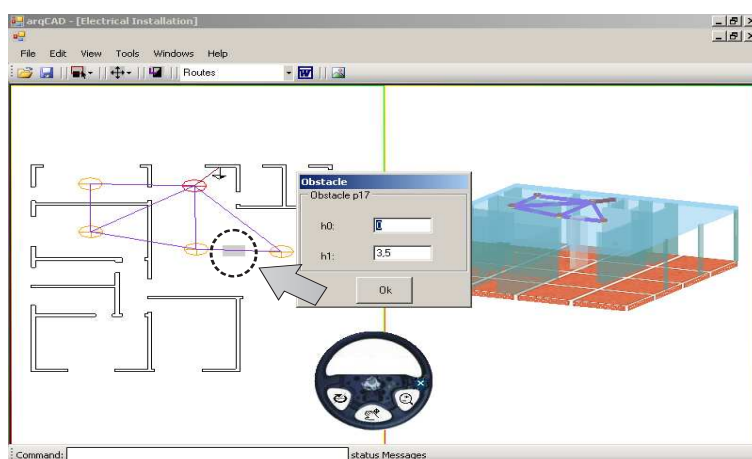 arqCAD - [Electrical Installation]
File Edit View Tools Windows Help
Routes
W
Obstacle
Obstacle p17
h0: 0
h1: 3,5
Ok
Command:
status Messages